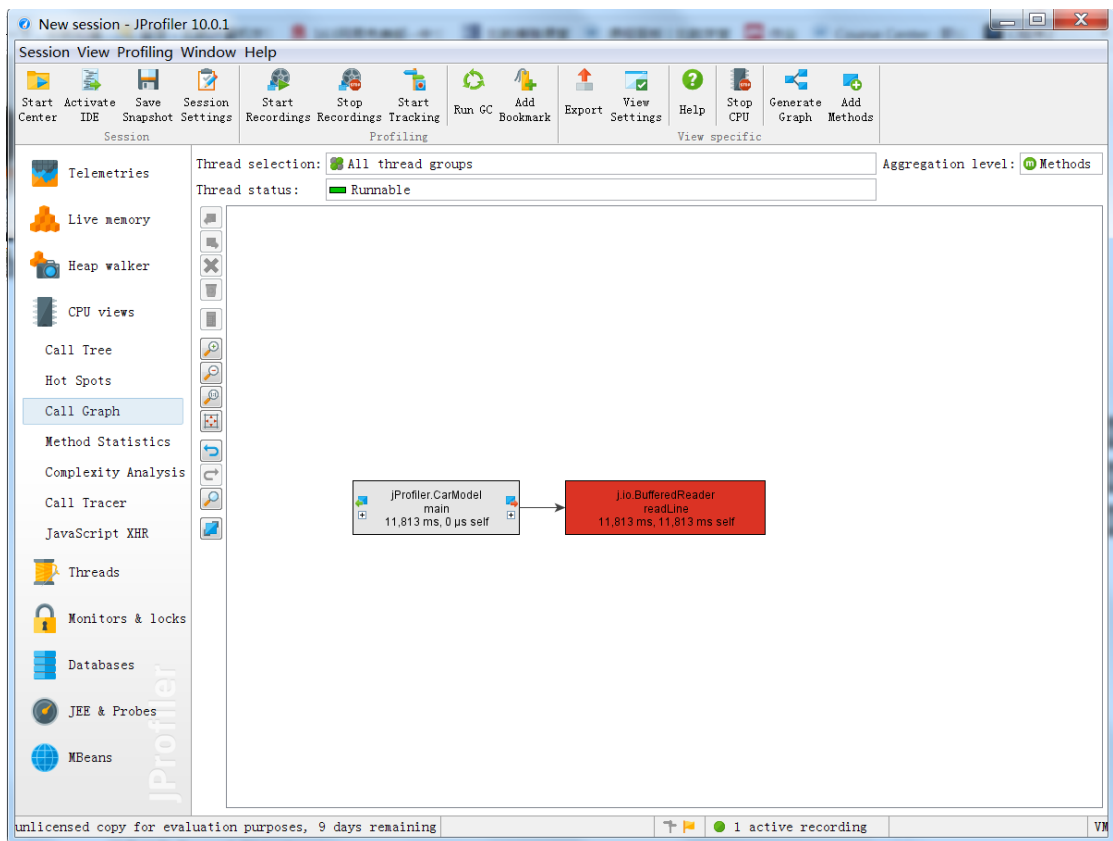 New session - JProfiler 10.0.1
Session View Profiling Window Help
Start Center
Activate IDE
Save Snapshot
Session Settings
Start Recordings
Stop Recordings
Start Tracking
Run GC
Add Bookmark
Export
View Settings
Help
Stop CPU
Generate Graph
Add Methods
Session
Profiling
View specific
Thread selection: All thread groups
Aggregation level: Methods
Thread status: Runnable
Telemetries
Live memory
Heap walker
CPU views
Call Tree
Hot Spots
Call Graph
Method Statistics
Complexity Analysis
Call Tracer
JavaScript XHR
Threads
Monitors & locks
Databases
JEE & Probes
MBeans
JProfiler
jProfiler.CarModel
main
11,813 ms, 0 µs self
j.io.BufferedReader
readLine
11,813 ms, 11,813 ms self
unlicensed copy for evaluation purposes, 9 days remaining
1 active recording
VM